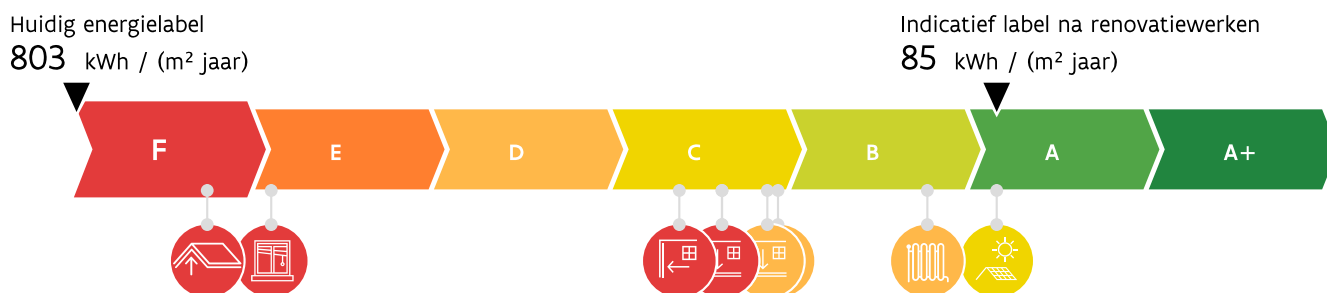 Huidig energielabel
803 kWh / (m² jaar)
Indicatief label na renovatiewerken
85 kWh / (m² jaar)
F E D C B A A+